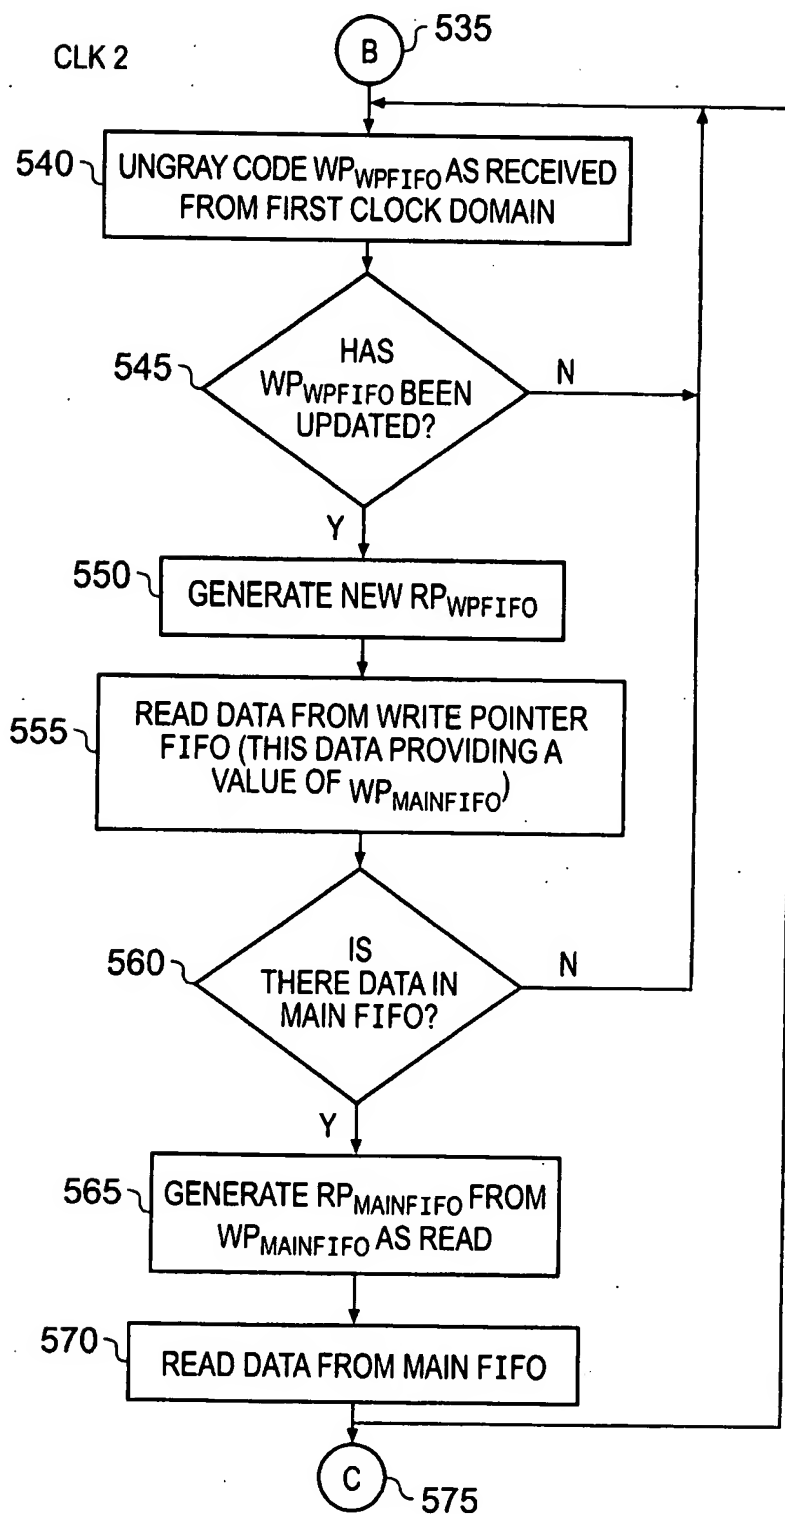 CLK 2
B
535
540
UNGRAY CODE WPWPFIFO AS RECEIVED
FROM FIRST CLOCK DOMAIN
545
HAS
WPWPFIFO BEEN
UPDATED?
N
Y
550
GENERATE NEW RPWPFIFO
555
READ DATA FROM WRITE POINTER
FIFO (THIS DATA PROVIDING A
VALUE OF WPMAINFIFO)
560
IS
THERE DATA IN
MAIN FIFO?
N
Y
565
GENERATE RPMAINFIFO FROM
WPMAINFIFO AS READ
570
READ DATA FROM MAIN FIFO
C
575